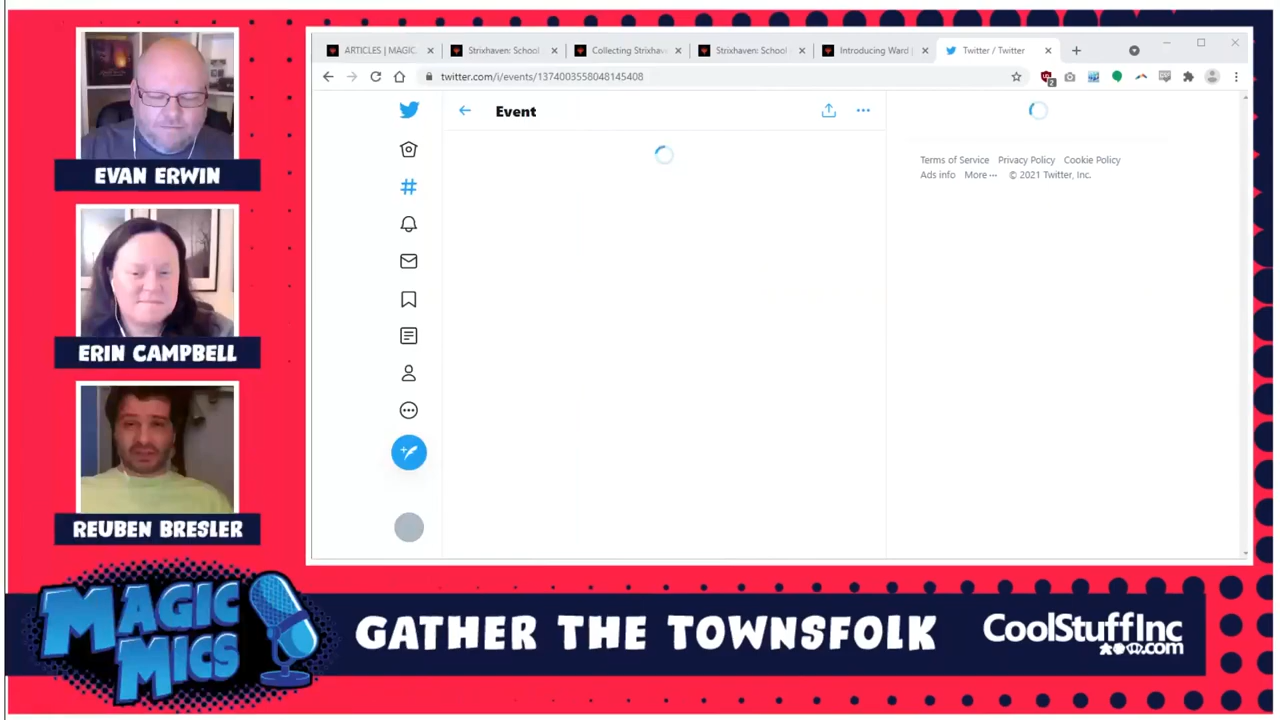 ARTICLES | MAGIC
Strixhaven: School
Collecting Strixhav
Strixhaven: School
Introducing Ward |
Twitter / Twitter
twitter.com/i/events/1374003558048145408
2
Event
Terms of Service Privacy Policy Cookie Policy
Ads info More ··· © 2021 Twitter, Inc.
EVAN ERWIN
ERIN CAMPBELL
REUBEN BRESLER
MAGIC
MICS
GATHER THE TOWNSFOLK
CoolStuffInc
.com